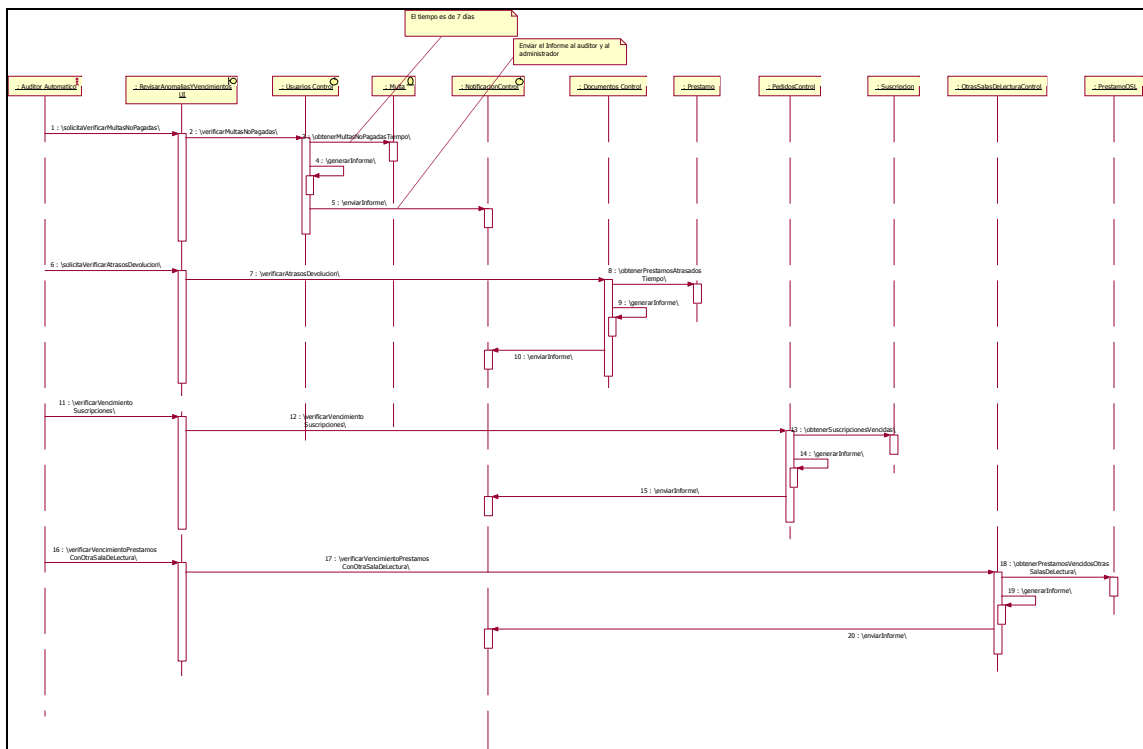 El tiempo es de 7 días
Enviar el Informe al auditor y al
administrador
: Auditor Automatico
: RevisarAnomaliasYVencimientos
UI
: Usuarios Control
: Multa
: NotificacionControl
: Documentos Control
: Prestamo
: PedidosControl
: Suscripcion
: OtrasSalasDeLecturaControl
: PrestamoOSL
1 : \solicitaVerificarMultasNoPagadas\
2 : \verificarMultasNoPagadas\
3 : \obtenerMultasNoPagadasTiempo\
4 : \generarInforme\
5 : \enviarInforme\
6 : \solicitaVerificarAtrasosDevolucion\
7 : \verificarAtrasosDevolucion\
8 : \obtenerPrestamosAtrasados
Tiempo\
9 : \generarInforme\
10 : \enviarInforme\
11 : \verificarVencimiento
Suscripciones\
12 : \verificarVencimiento
Suscripciones\
13 : \obtenerSuscripcionesVencidas\
14 : \generarInforme\
15 : \enviarInforme\
16 : \verificarVencimientoPrestamos
ConOtraSalaDeLectura\
17 : \verificarVencimientoPrestamos
ConOtraSalaDeLectura\
18 : \obtenerPrestamosVencidosOtras
SalasDeLectura\
19 : \generarInforme\
20 : \enviarInforme\